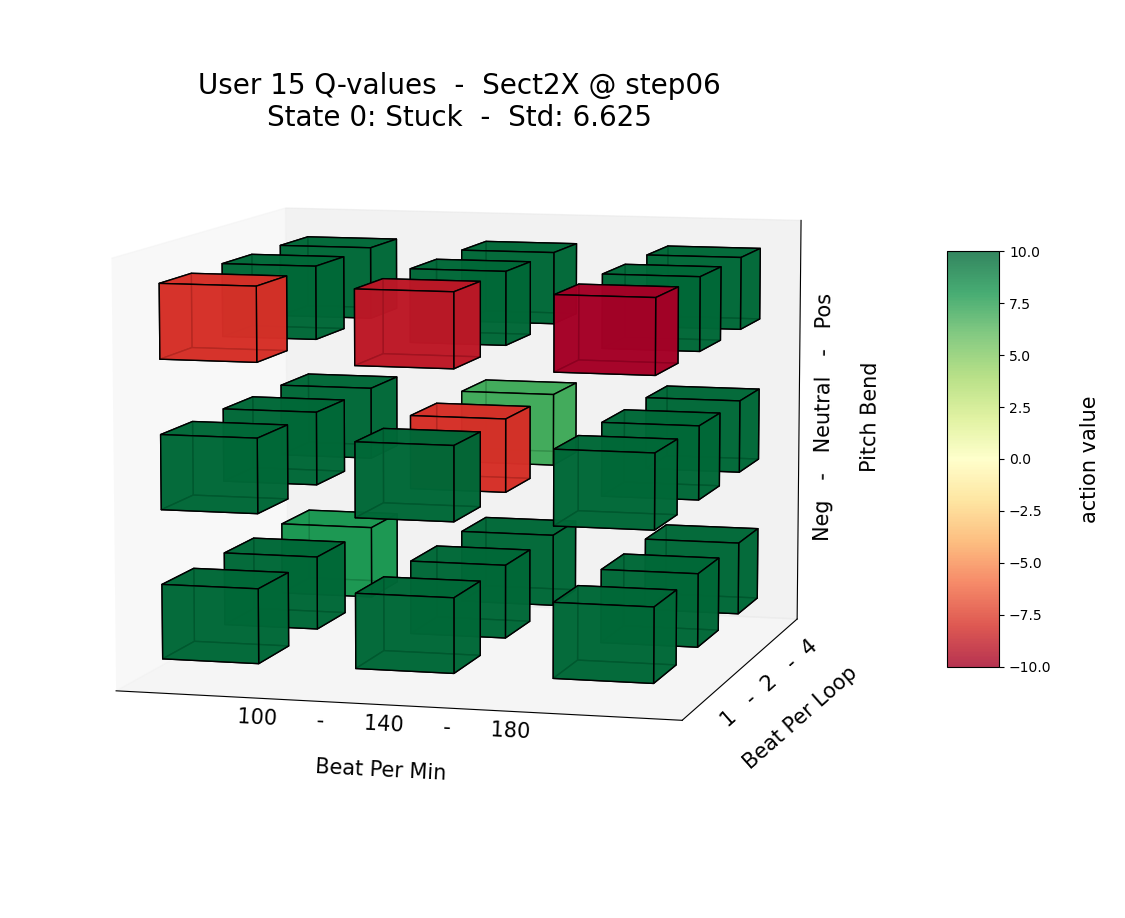 User 15 Q-values  -  Sect2X @ step06
State 0: Stuck  -  Std: 6.625
Neg  -  Neutral  -  Pos
Pitch Bend
100  -  140  -  180
Beat Per Min
1  -  2  -  4
Beat Per Loop
10.0
7.5
5.0
2.5
0.0
−2.5
−5.0
−7.5
−10.0
action value